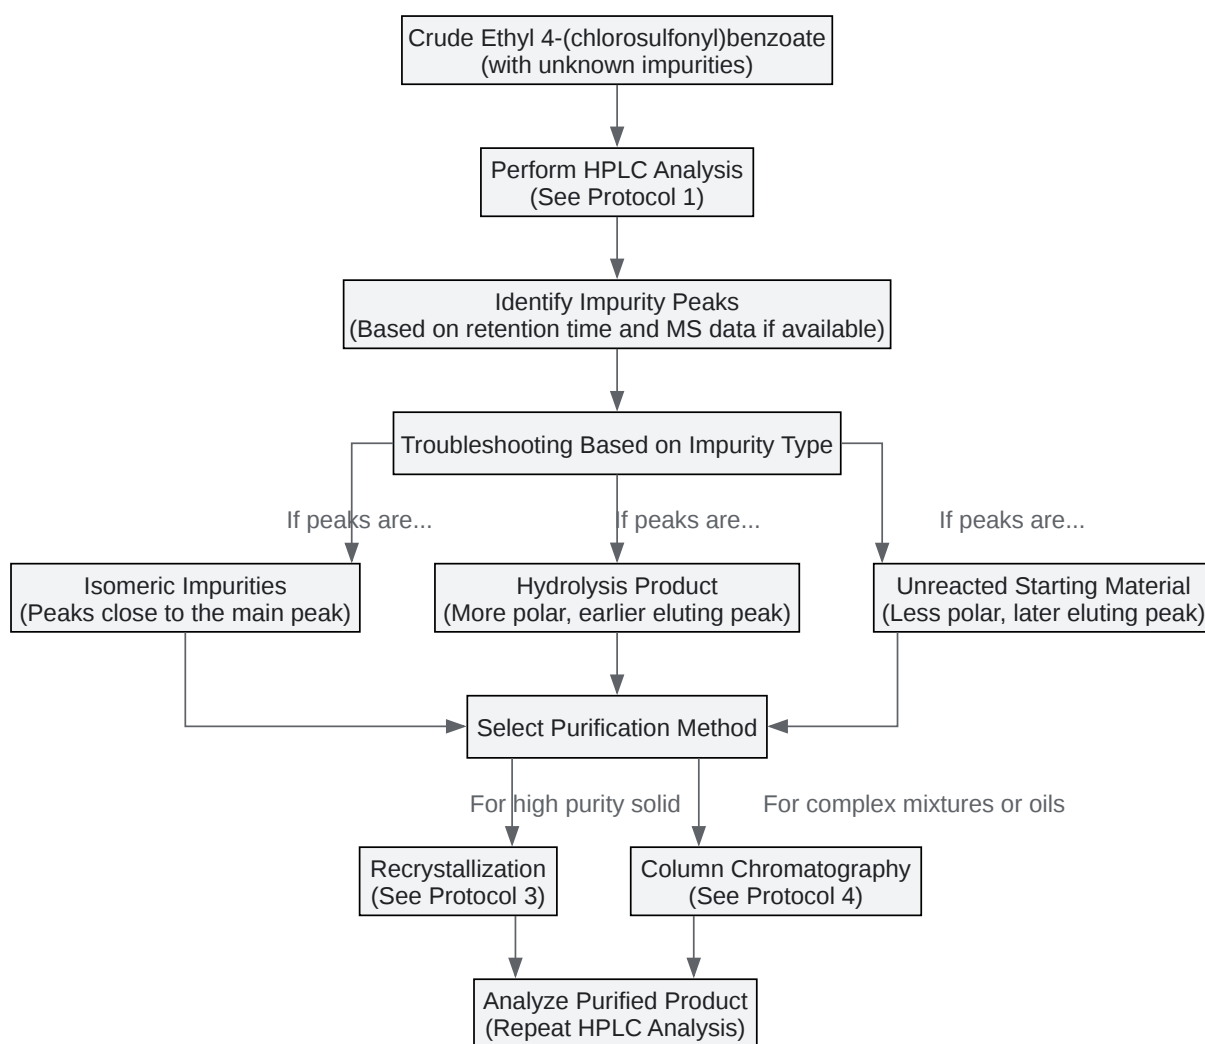 Crude Ethyl 4-(chlorosulfonyl)benzoate
(with unknown impurities)
Perform HPLC Analysis
(See Protocol 1)
Identify Impurity Peaks
(Based on retention time and MS data if available)
Troubleshooting Based on Impurity Type
If peaks are...
If peaks are...
If peaks are...
Isomeric Impurities
(Peaks close to the main peak)
Hydrolysis Product
(More polar, earlier eluting peak)
Unreacted Starting Material
(Less polar, later eluting peak)
Select Purification Method
For high purity solid
For complex mixtures or oils
Recrystallization
(See Protocol 3)
Column Chromatography
(See Protocol 4)
Analyze Purified Product
(Repeat HPLC Analysis)